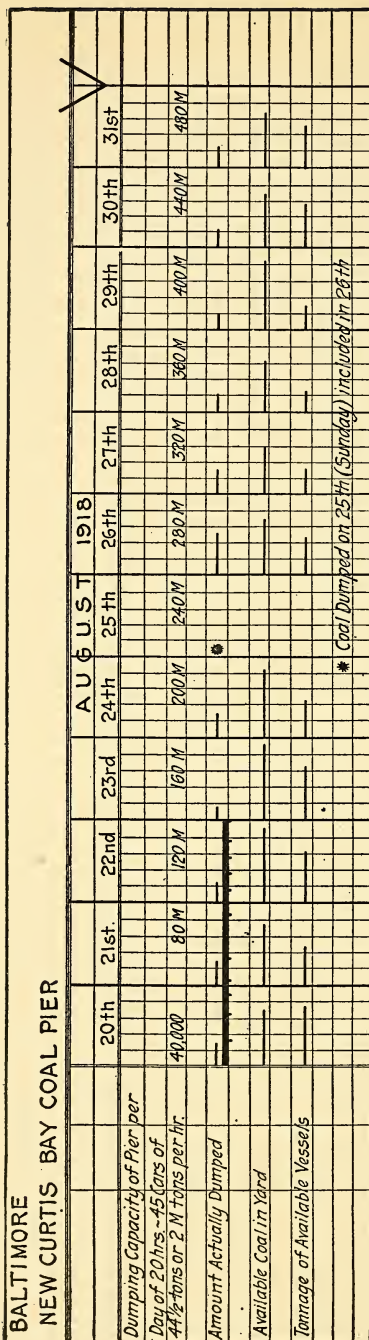 BALTIMORE
NEW CURTIS BAY COAL PIER
AUGUST 1918
20th 21st. 22nd 23rd 24th 25th 26th 27th 28th 29th 30th 31st
Dumping Capacity of Pier per
Day of 20 hrs.~45 Cars of
44½ tons or 2 M tons per hr. 40,000 80 M 120 M 160 M 200 M 240 M 280 M 320 M 360 M 400 M 440 M 480 M
Amount Actually Dumped *
Available Coal in Yard
Tonnage of Available Vessels
* Coal Dumped on 25th (Sunday) included in 26th